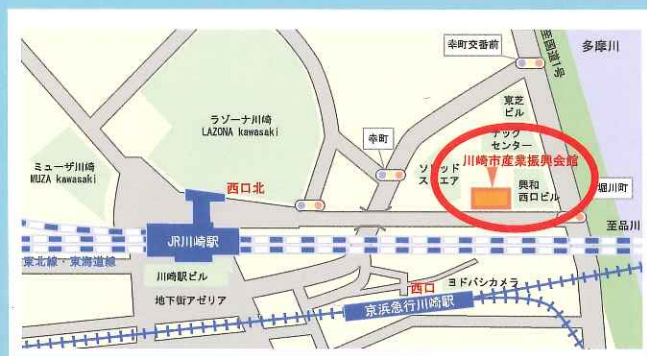 幸町交番前
至国道1号
多摩川
東芝
ビル
ラゾーナ川崎
LAZONA kawasaki
幸町
ナック
センター
川崎市産業振興会館
ソリッド
スクエア
興和
西口ビル
堀川町
ミューザ川崎
MUZA kawasaki
西口北
JR川崎駅
至品川
東北線・東海道線
川崎駅ビル
地下街アゼリア
西口
ヨドバシカメラ
京浜急行川崎駅